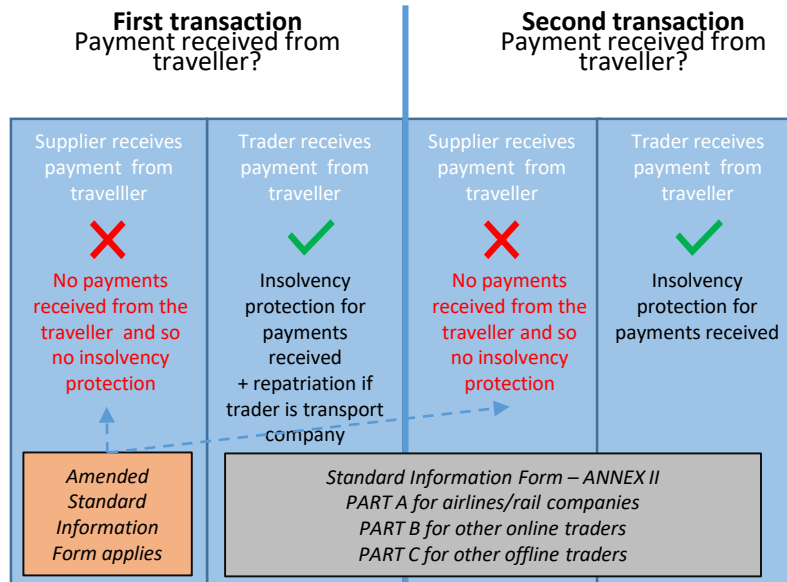 First transaction
Payment received from
traveller?
Second transaction
Payment received from
traveller?
Supplier receives
payment from
travelller
No payments
received from the
traveller and so
no insolvency
protection
Trader receives
payment from
traveller
Insolvency
protection for
payments
received
+ repatriation if
trader is transport
company
Supplier receives
payment from
traveller
No payments
received from the
traveller and so
no insolvency
protection
Trader receives
payment from
traveller
Insolvency
protection for
payments received
Amended
Standard
Information
Form applies
Standard Information Form – ANNEX II
PART A for airlines/rail companies
PART B for other online traders
PART C for other offline traders